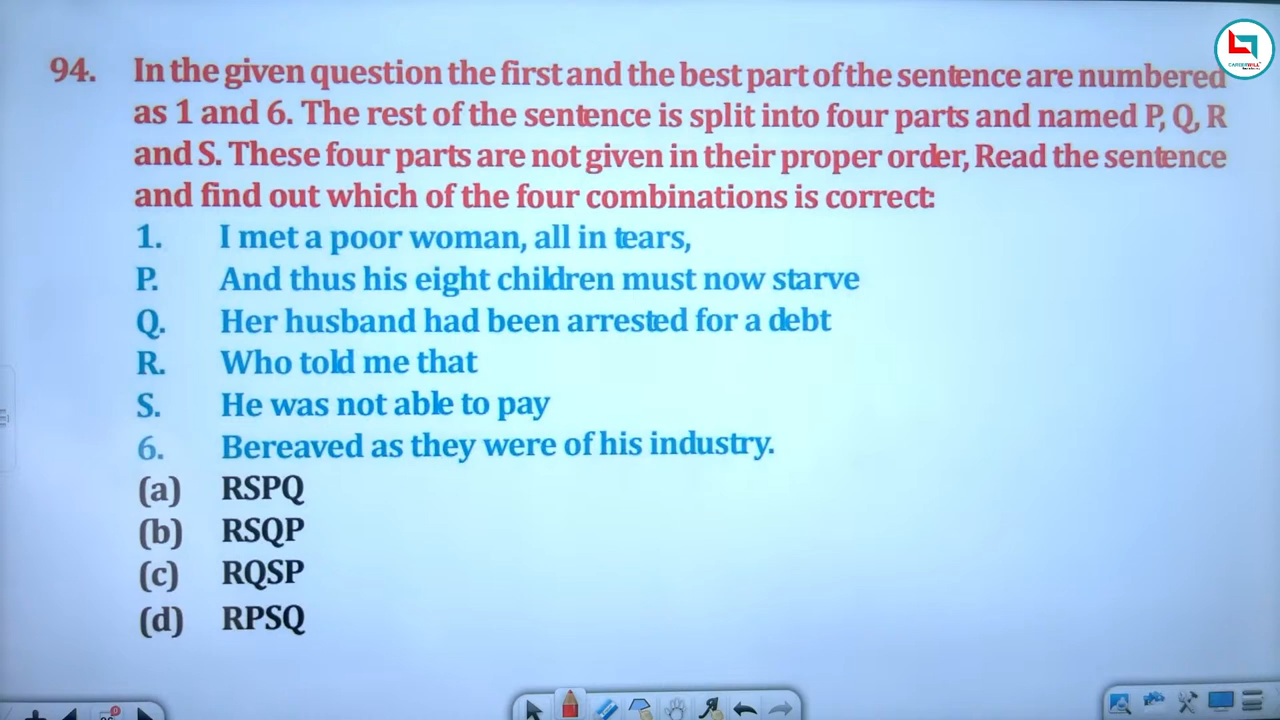 94. In the given question the first and the best part of the sentence are numbered
as 1 and 6. The rest of the sentence is split into four parts and named P, Q, R
and S. These four parts are not given in their proper order, Read the sentence
and find out which of the four combinations is correct:
1. I met a poor woman, all in tears,
P. And thus his eight children must now starve
Q. Her husband had been arrested for a debt
R. Who told me that
S. He was not able to pay
6. Bereaved as they were of his industry.
(a) RSPQ
(b) RSQP
(c) RQSP
(d) RPSQ
CAREERWILL